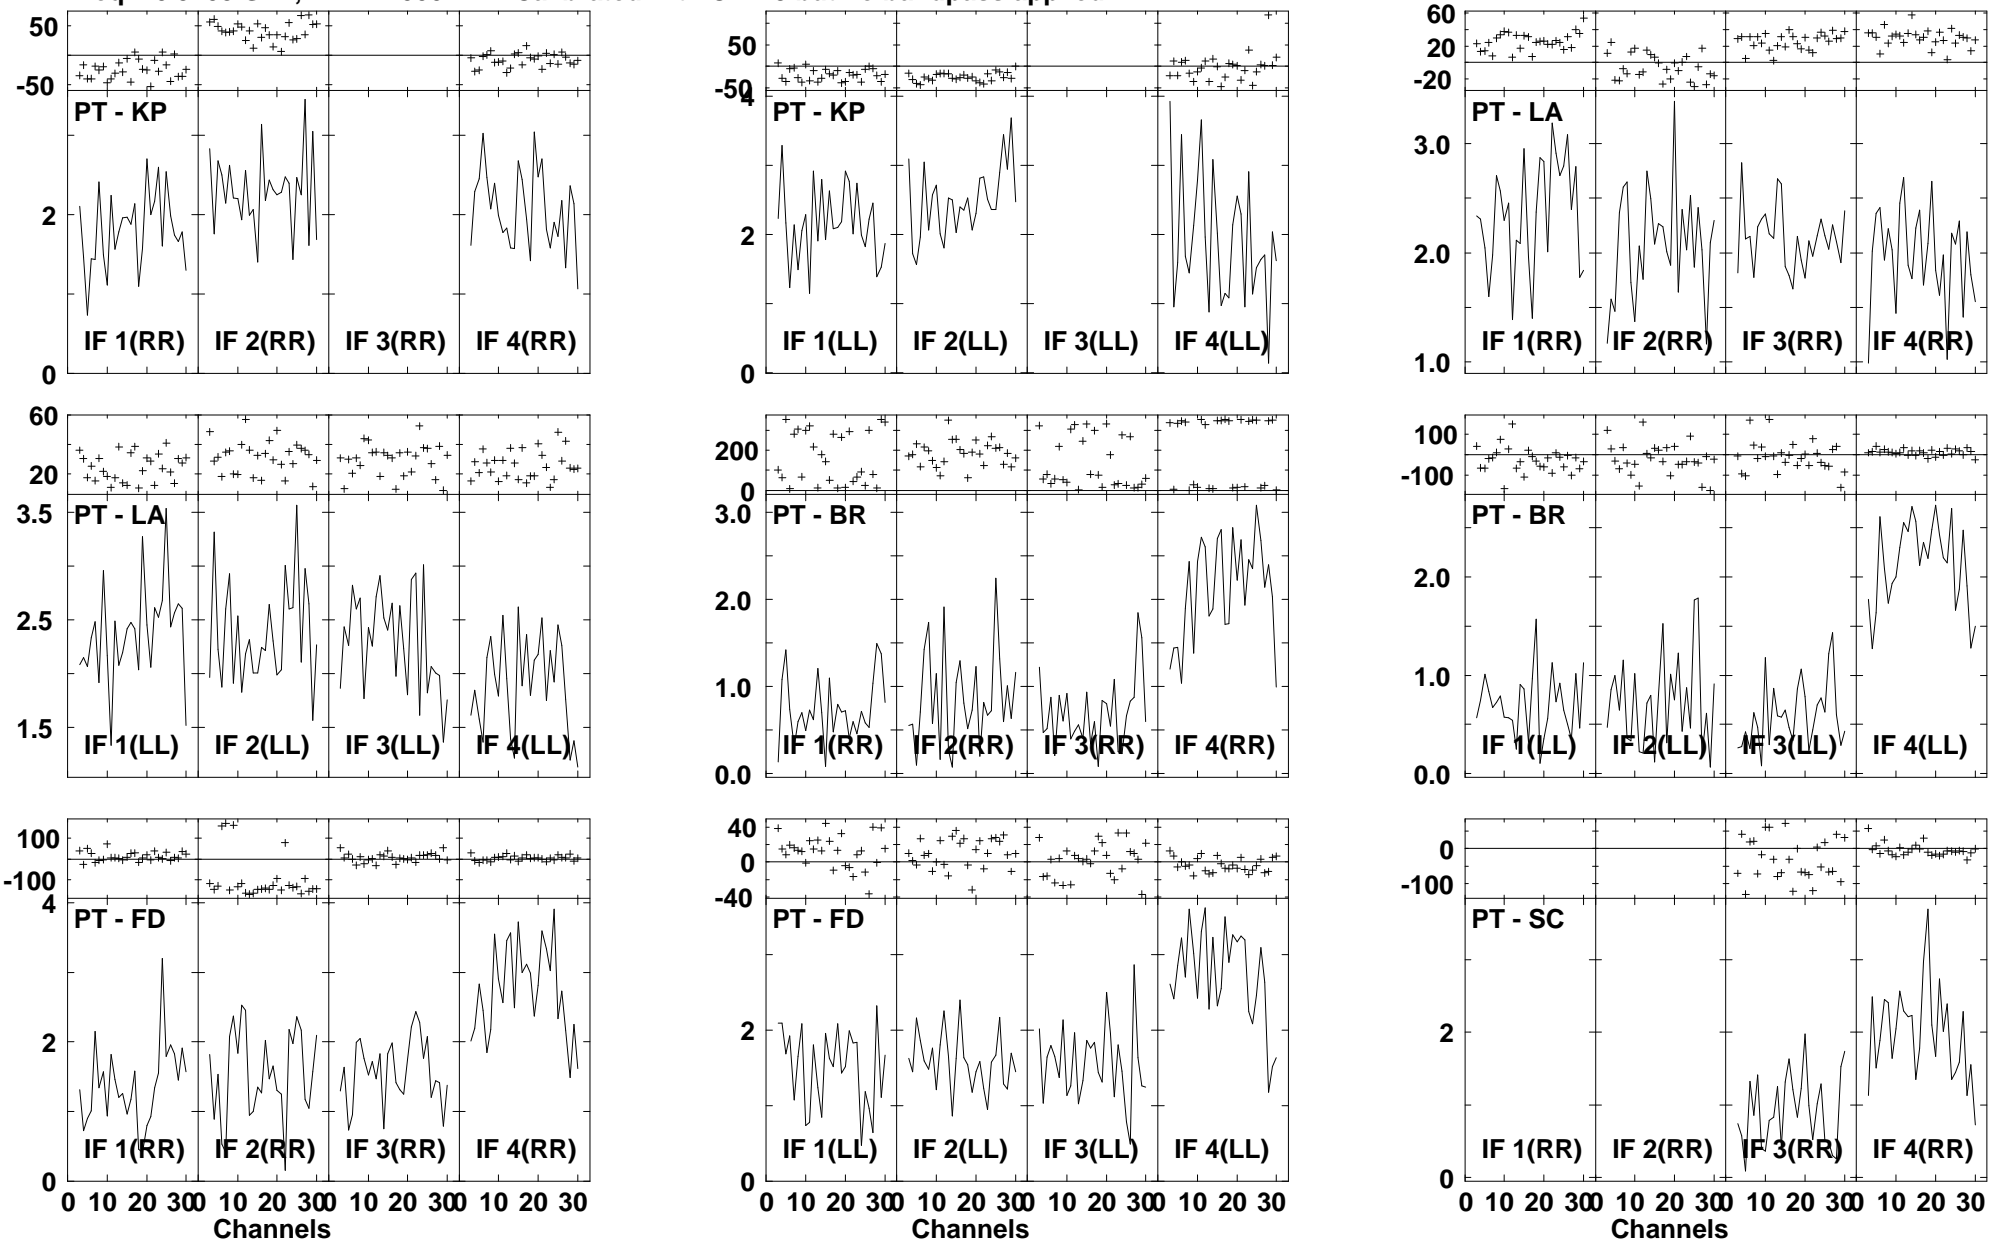 50
-50
PT - KP
2
0
IF 1(RR) IF 2(RR) IF 3(RR) IF 4(RR)
50
-50
4
PT - KP
2
0
IF 1(LL) IF 2(LL) IF 3(LL) IF 4(LL)
60
20
-20
PT - LA
3.0
2.0
1.0
IF 1(RR) IF 2(RR) IF 3(RR) IF 4(RR)
60
20
PT - LA
3.5
2.5
1.5
IF 1(LL) IF 2(LL) IF 3(LL) IF 4(LL)
200
0
PT - BR
3.0
2.0
1.0
0.0
IF 1(RR) IF 2(RR) IF 3(RR) IF 4(RR)
100
-100
PT - BR
2.0
1.0
0.0
IF 1(LL) IF 2(LL) IF 3(LL) IF 4(LL)
100
-100
4
PT - FD
2
0
IF 1(RR) IF 2(RR) IF 3(RR) IF 4(RR)
0 10 20 30 0 10 20 30 0 10 20 30 0 10 20 30
Channels
40
0
-40
PT - FD
2
0
IF 1(LL) IF 2(LL) IF 3(LL) IF 4(LL)
0 10 20 30 0 10 20 30 0 10 20 30 0 10 20 30
Channels
0
-100
PT - SC
2
0
IF 1(RR) IF 2(RR) IF 3(RR) IF 4(RR)
0 10 20 30 0 10 20 30 0 10 20 30 0 10 20 30
Channels